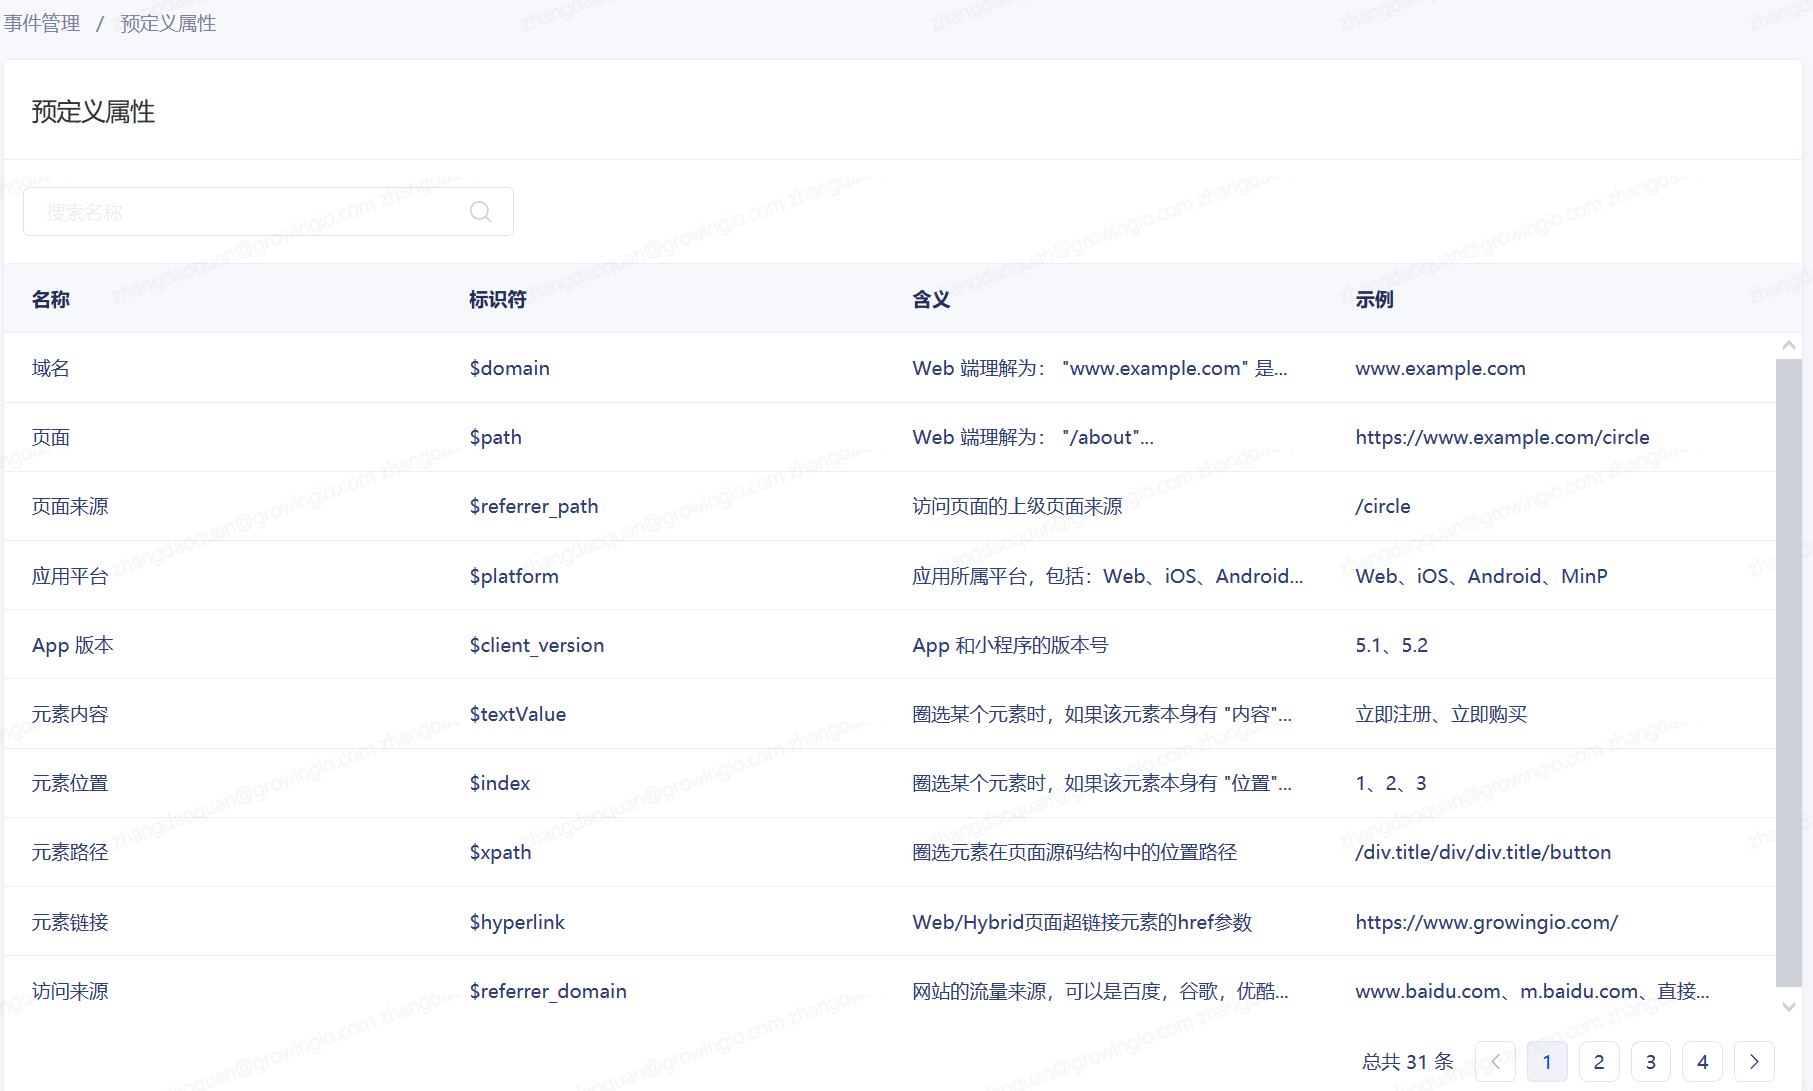 事件管理 / 预定义属性
预定义属性
搜索名称
名称 标识符 含义 示例
域名 $domain Web 端理解为： "www.example.com" 是... www.example.com
页面 $path Web 端理解为： "/about"... https://www.example.com/circle
页面来源 $referrer_path 访问页面的上级页面来源 /circle
应用平台 $platform 应用所属平台，包括：Web、iOS、Android... Web、iOS、Android、MinP
App 版本 $client_version App 和小程序的版本号 5.1、5.2
元素内容 $textValue 圈选某个元素时，如果该元素本身有 "内容"... 立即注册、立即购买
元素位置 $index 圈选某个元素时，如果该元素本身有 "位置"... 1、2、3
元素路径 $xpath 圈选元素在页面源码结构中的位置路径 /div.title/div/div.title/button
元素链接 $hyperlink Web/Hybrid页面超链接元素的href参数 https://www.growingio.com/
访问来源 $referrer_domain 网站的流量来源，可以是百度，谷歌，优酷... www.baidu.com、m.baidu.com、直接...
总共 31 条 1 2 3 4
zhangdaoquan@growingio.com